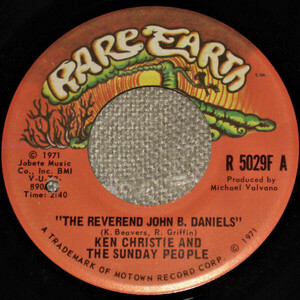 RARE EARTH
℗ 1971
Jobete Music
Co., Inc. BMI
Time: 2:40
R 5029F A
Produced by
Michael Valvano
"THE REVEREND JOHN B. DANIELS"
(K. Beavers, R. Griffin)
KEN CHRISTIE AND
THE SUNDAY PEOPLE
© 1971
A TRADEMARK OF MOTOWN RECORD CORP.